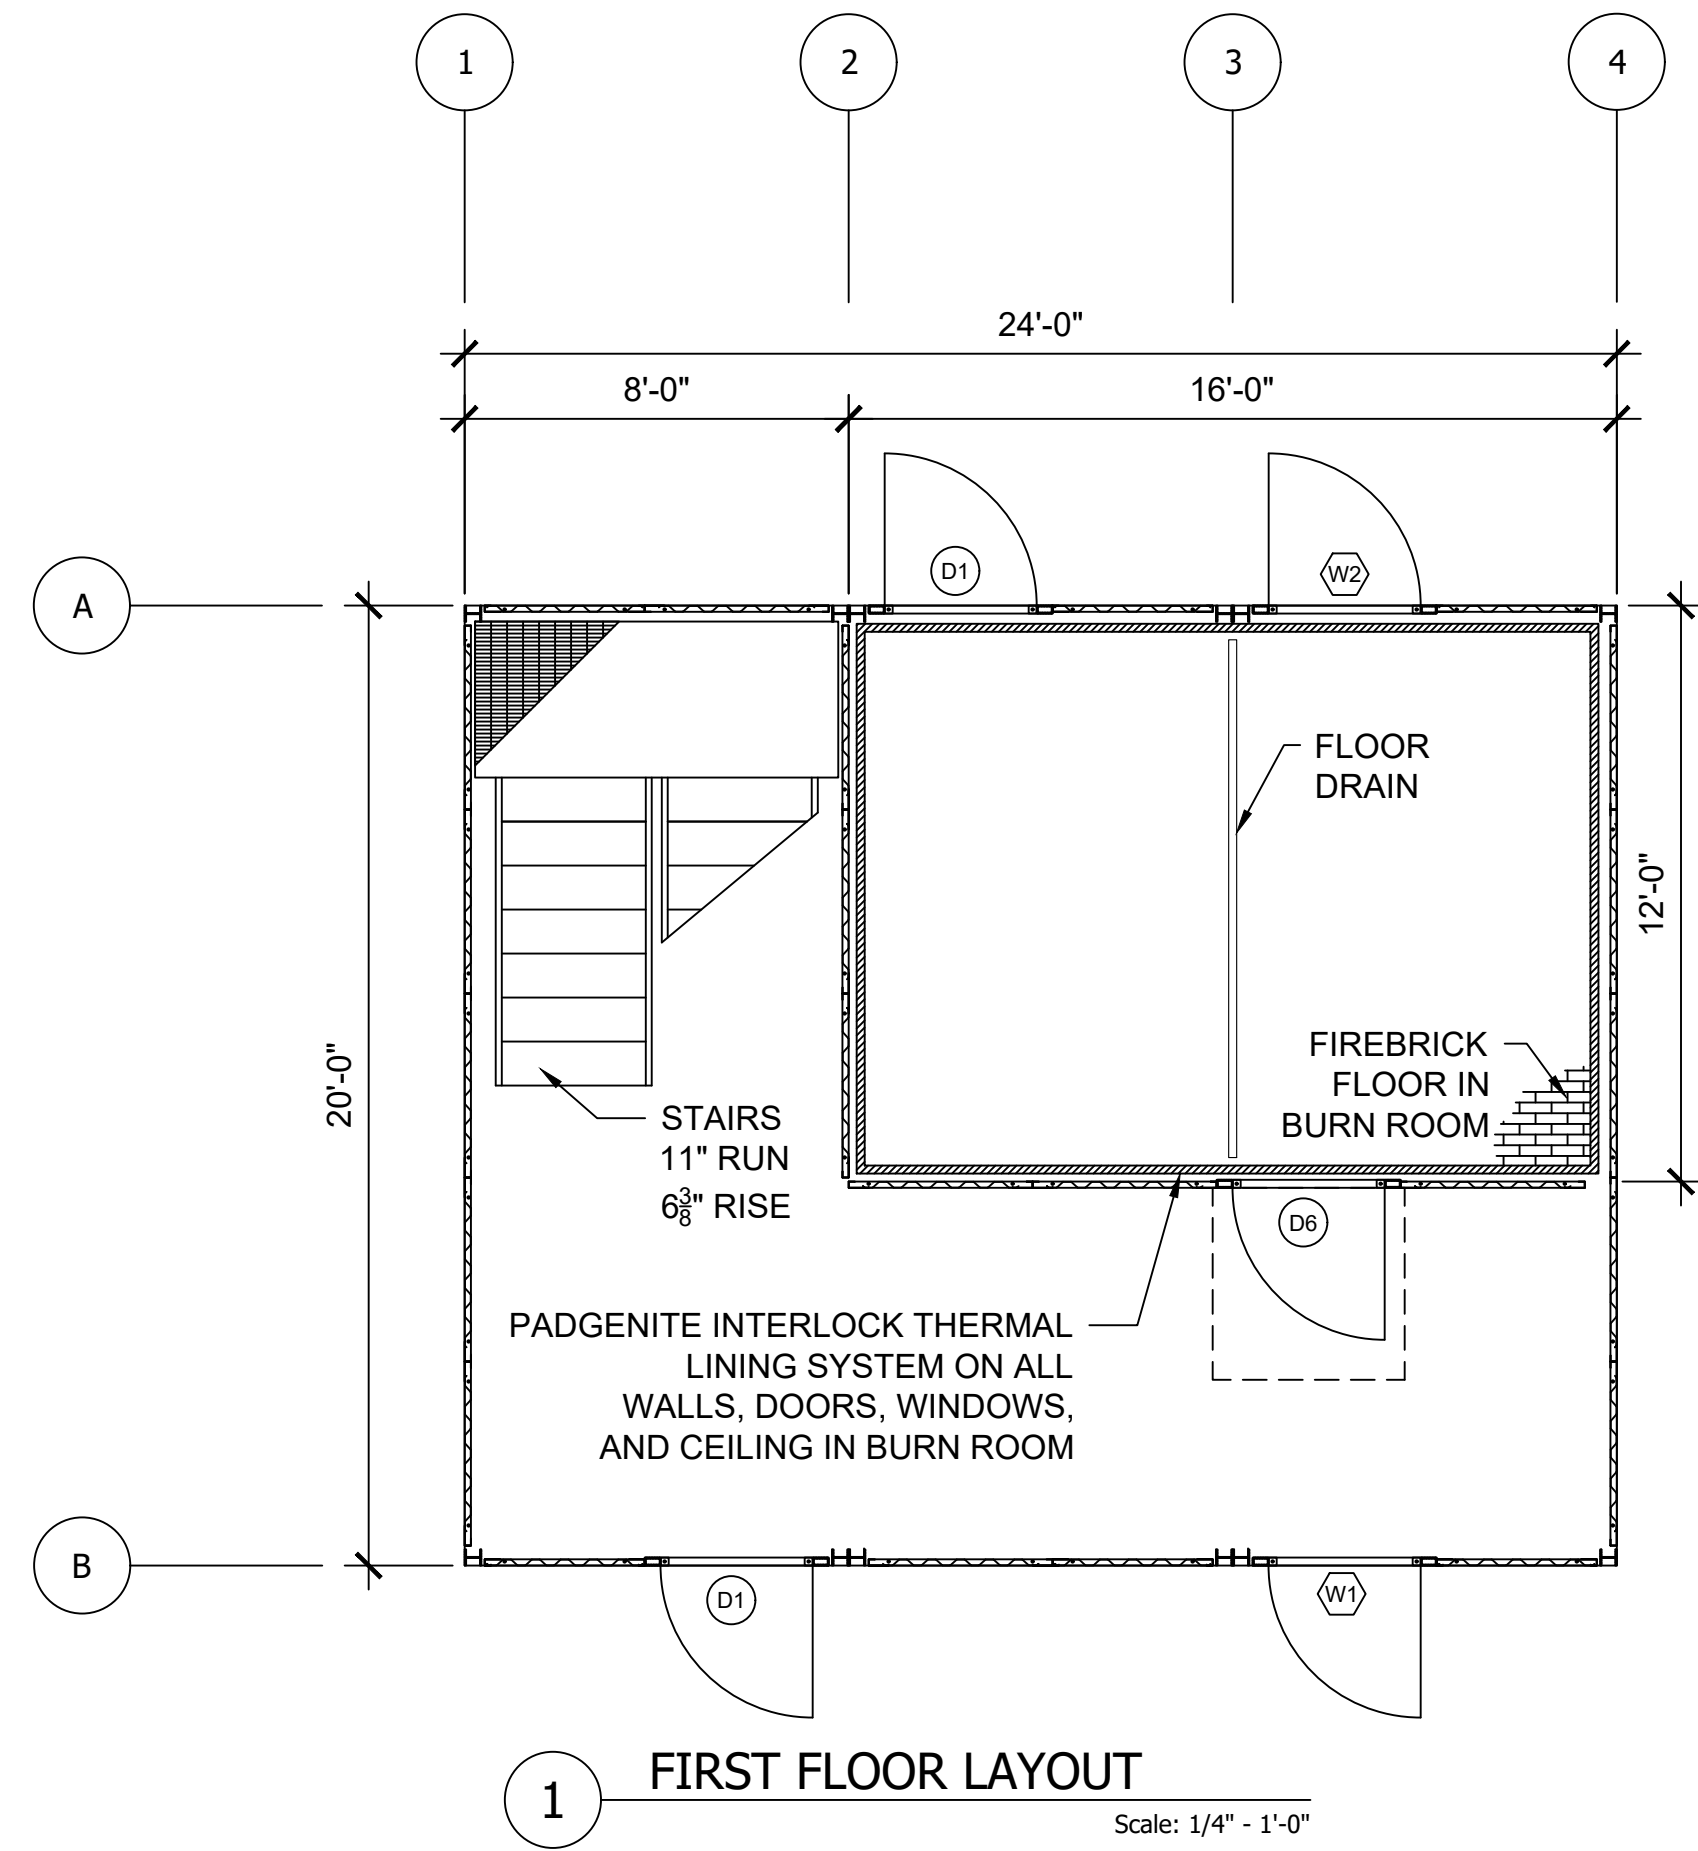 1
2
3
4
24'-0"
8'-0"
16'-0"
D1
W2
A
FLOOR
DRAIN
12'-0"
20'-0"
FIREBRICK
FLOOR IN
BURN ROOM
STAIRS
11" RUN
6 3/8" RISE
D6
PADGENITE INTERLOCK THERMAL
LINING SYSTEM ON ALL
WALLS, DOORS, WINDOWS,
AND CEILING IN BURN ROOM
B
D1
W1
1
FIRST FLOOR LAYOUT
Scale: 1/4" - 1'-0"